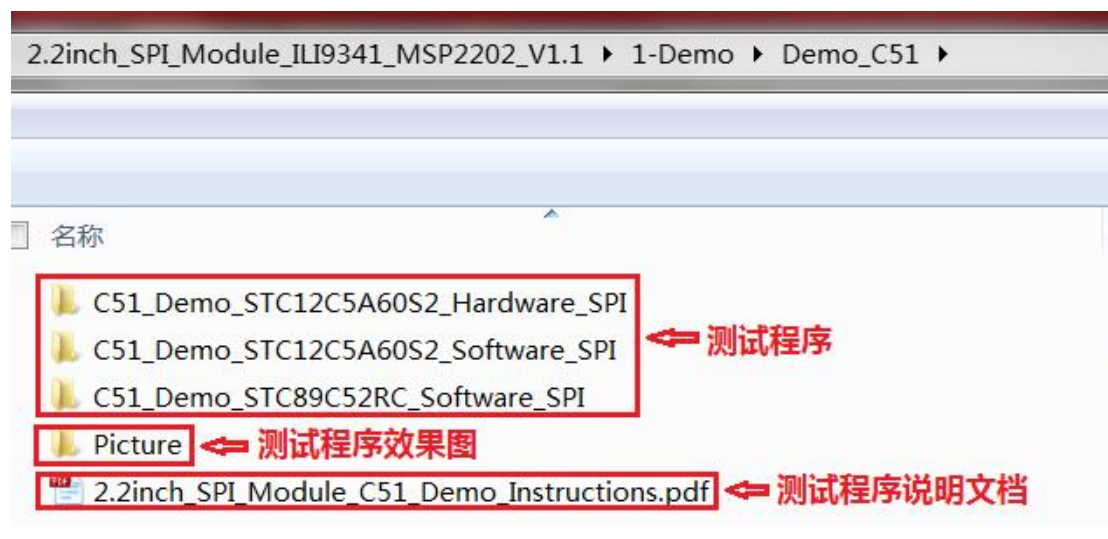 2.2inch_SPI_Module_ILI9341_MSP2202_V1.1 ▸ 1-Demo ▸ Demo_C51 ▸
名称
C51_Demo_STC12C5A60S2_Hardware_SPI
C51_Demo_STC12C5A60S2_Software_SPI
测试程序
C51_Demo_STC89C52RC_Software_SPI
Picture 测试程序效果图
2.2inch_SPI_Module_C51_Demo_Instructions.pdf 测试程序说明文档